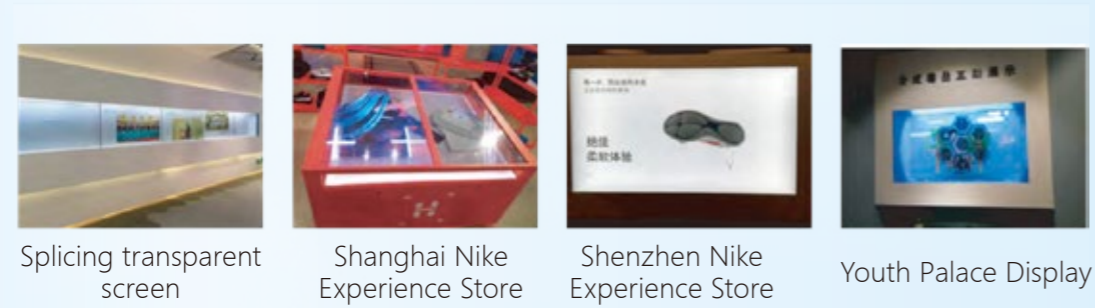 绝佳
柔软体验
Splicing transparent
screen
Shanghai Nike
Experience Store
Shenzhen Nike
Experience Store
Youth Palace Display